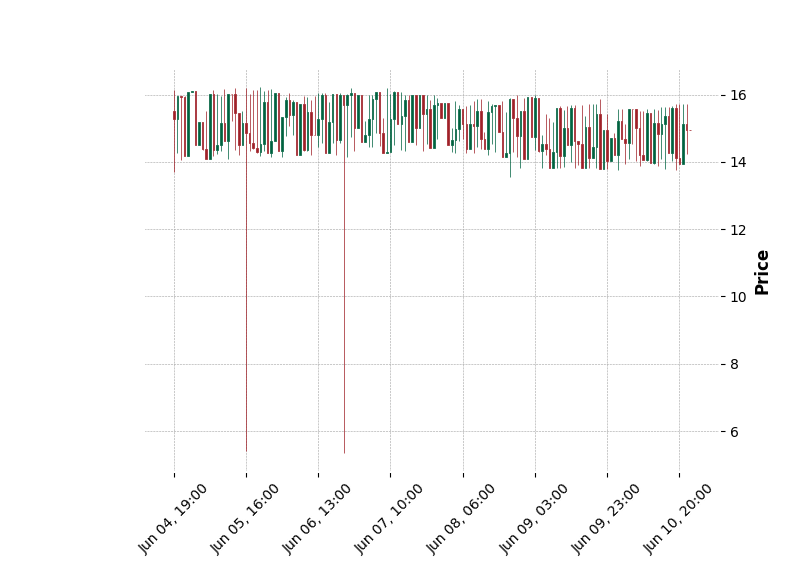 16
14
12
10
8
6
Price
Jun 04, 19:00
Jun 05, 16:00
Jun 06, 13:00
Jun 07, 10:00
Jun 08, 06:00
Jun 09, 03:00
Jun 09, 23:00
Jun 10, 20:00